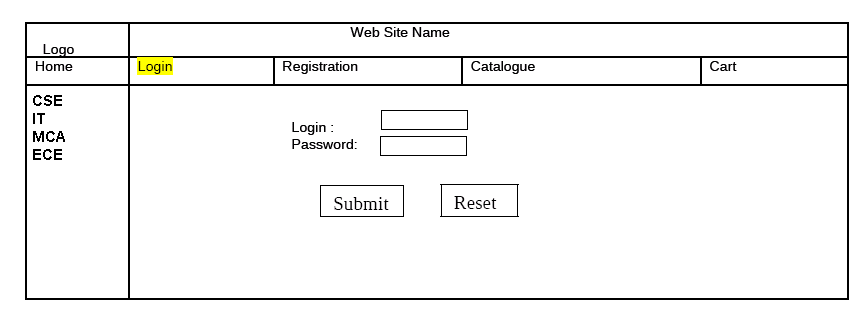 Web Site Name
Logo
Home Login Registration Catalogue Cart
CSE
IT
MCA
ECE
Login :
Password:
Submit Reset